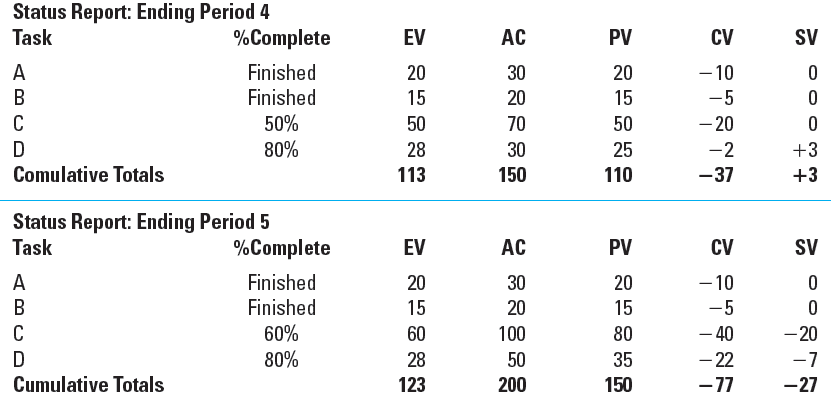 Status Report: Ending Period 4
Task %Complete EV AC PV CV SV
A Finished 20 30 20 −10 0
B Finished 15 20 15 −5 0
C 50% 50 70 50 −20 0
D 80% 28 30 25 −2 +3
Comulative Totals 113 150 110 −37 +3
Status Report: Ending Period 5
Task %Complete EV AC PV CV SV
A Finished 20 30 20 −10 0
B Finished 15 20 15 −5 0
C 60% 60 100 80 −40 −20
D 80% 28 50 35 −22 −7
Cumulative Totals 123 200 150 −77 −27